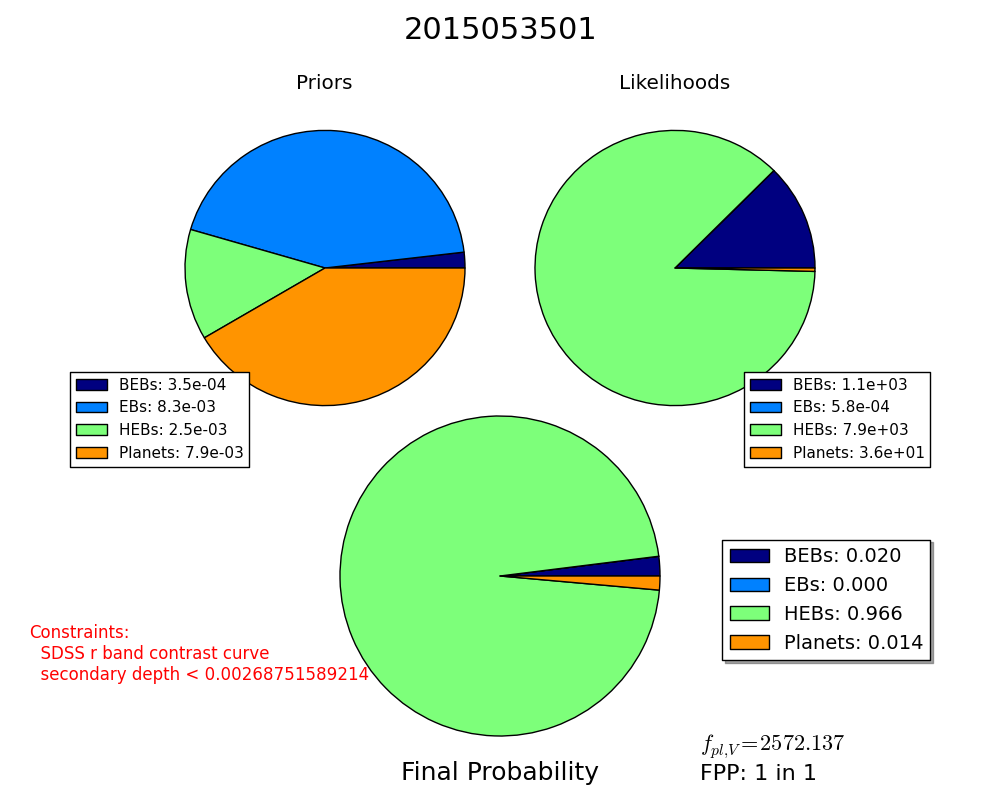 2015053501
Priors
Likelihoods
BEBs: 3.5e-04
EBs: 8.3e-03
HEBs: 2.5e-03
Planets: 7.9e-03
BEBs: 1.1e+03
EBs: 5.8e-04
HEBs: 7.9e+03
Planets: 3.6e+01
BEBs: 0.020
EBs: 0.000
HEBs: 0.966
Planets: 0.014
Constraints:
SDSS r band contrast curve
secondary depth < 0.00268751589214
f_{pl,V} = 2572.137
FPP: 1 in 1
Final Probability